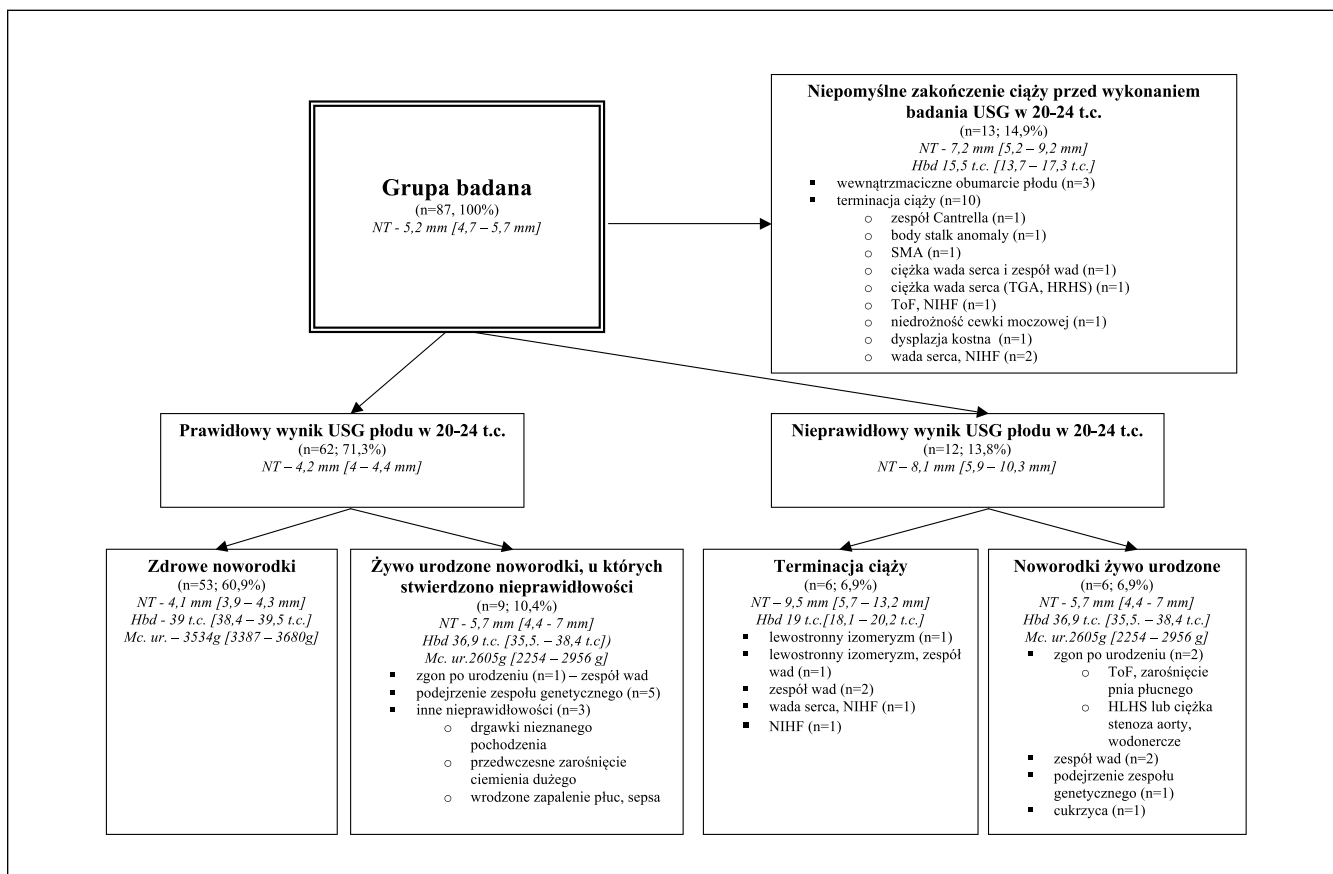 Grupa badana
(n=87, 100%)
NT - 5,2 mm [4,7 – 5,7 mm]
Niepomyślne zakończenie ciąży przed wykonaniem
badania USG w 20-24 t.c.
(n=13; 14,9%)
NT - 7,2 mm [5,2 – 9,2 mm]
Hbd 15,5 t.c. [13,7 – 17,3 t.c.]
▪ wewnątrzmaciczne obumarcie płodu (n=3)
▪ terminacja ciąży (n=10)
o zespół Cantrella (n=1)
o body stalk anomaly (n=1)
o SMA (n=1)
o ciężka wada serca i zespół wad (n=1)
o ciężka wada serca (TGA, HRHS) (n=1)
o ToF, NIHF (n=1)
o niedrożność cewki moczowej (n=1)
o dysplazja kostna (n=1)
o wada serca, NIHF (n=2)
Prawidłowy wynik USG płodu w 20-24 t.c.
(n=62; 71,3%)
NT – 4,2 mm [4 – 4,4 mm]
Nieprawidłowy wynik USG płodu w 20-24 t.c.
(n=12; 13,8%)
NT – 8,1 mm [5,9 – 10,3 mm]
Zdrowe noworodki
(n=53; 60,9%)
NT - 4,1 mm [3,9 – 4,3 mm]
Hbd - 39 t.c. [38,4 – 39,5 t.c.]
Mc. ur. – 3534g [3387 – 3680g]
Żywo urodzone noworodki, u których
stwierdzono nieprawidłowości
(n=9; 10,4%)
NT - 5,7 mm [4,4 - 7 mm]
Hbd 36,9 t.c. [35,5. – 38,4 t.c])
Mc. ur.2605g [2254 – 2956 g]
▪ zgon po urodzeniu (n=1) – zespół wad
▪ podejrzenie zespołu genetycznego (n=5)
▪ inne nieprawidłowości (n=3)
o drgawki nieznanego
pochodzenia
o przedwczesne zarośnięcie
ciemienia dużego
o wrodzone zapalenie płuc, sepsa
Terminacja ciąży
(n=6; 6,9%)
NT – 9,5 mm [5,7 – 13,2 mm]
Hbd 19 t.c.[18,1 – 20,2 t.c.]
▪ lewostronny izomeryzm (n=1)
▪ lewostronny izomeryzm, zespół
wad (n=1)
▪ zespół wad (n=2)
▪ wada serca, NIHF (n=1)
▪ NIHF (n=1)
Noworodki żywo urodzone
(n=6; 6,9%)
NT - 5,7 mm [4,4 - 7 mm]
Hbd 36,9 t.c. [35,5. – 38,4 t.c.]
Mc. ur.2605g [2254 – 2956 g]
▪ zgon po urodzeniu (n=2)
o ToF, zarośnięcie
pnia płucnego
o HLHS lub ciężka
stenoza aorty,
wodonercze
▪ zespół wad (n=2)
▪ podejrzenie zespołu
genetycznego (n=1)
▪ cukrzyca (n=1)